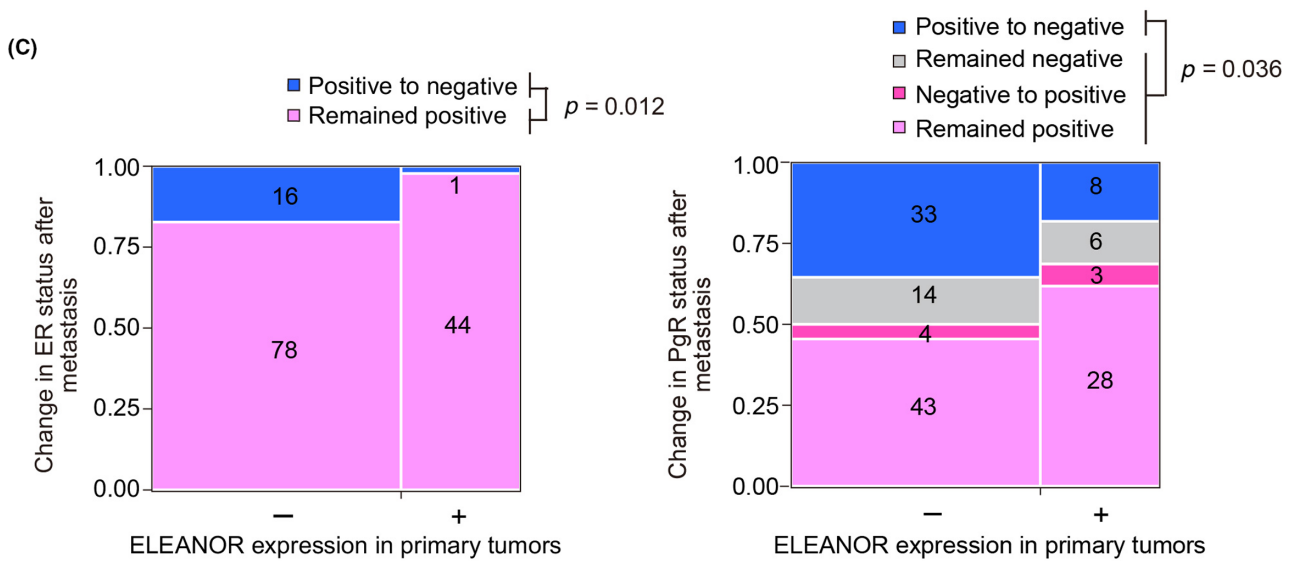 (C)
Positive to negative
Remained positive
p = 0.012
1.00
0.75
0.50
0.25
0.00
Change in ER status after
metastasis
16
78
1
44
−
+
ELEANOR expression in primary tumors
Positive to negative
Remained negative
Negative to positive
Remained positive
p = 0.036
1.00
0.75
0.50
0.25
0.00
Change in PgR status after
metastasis
33
14
4
43
8
6
3
28
−
+
ELEANOR expression in primary tumors